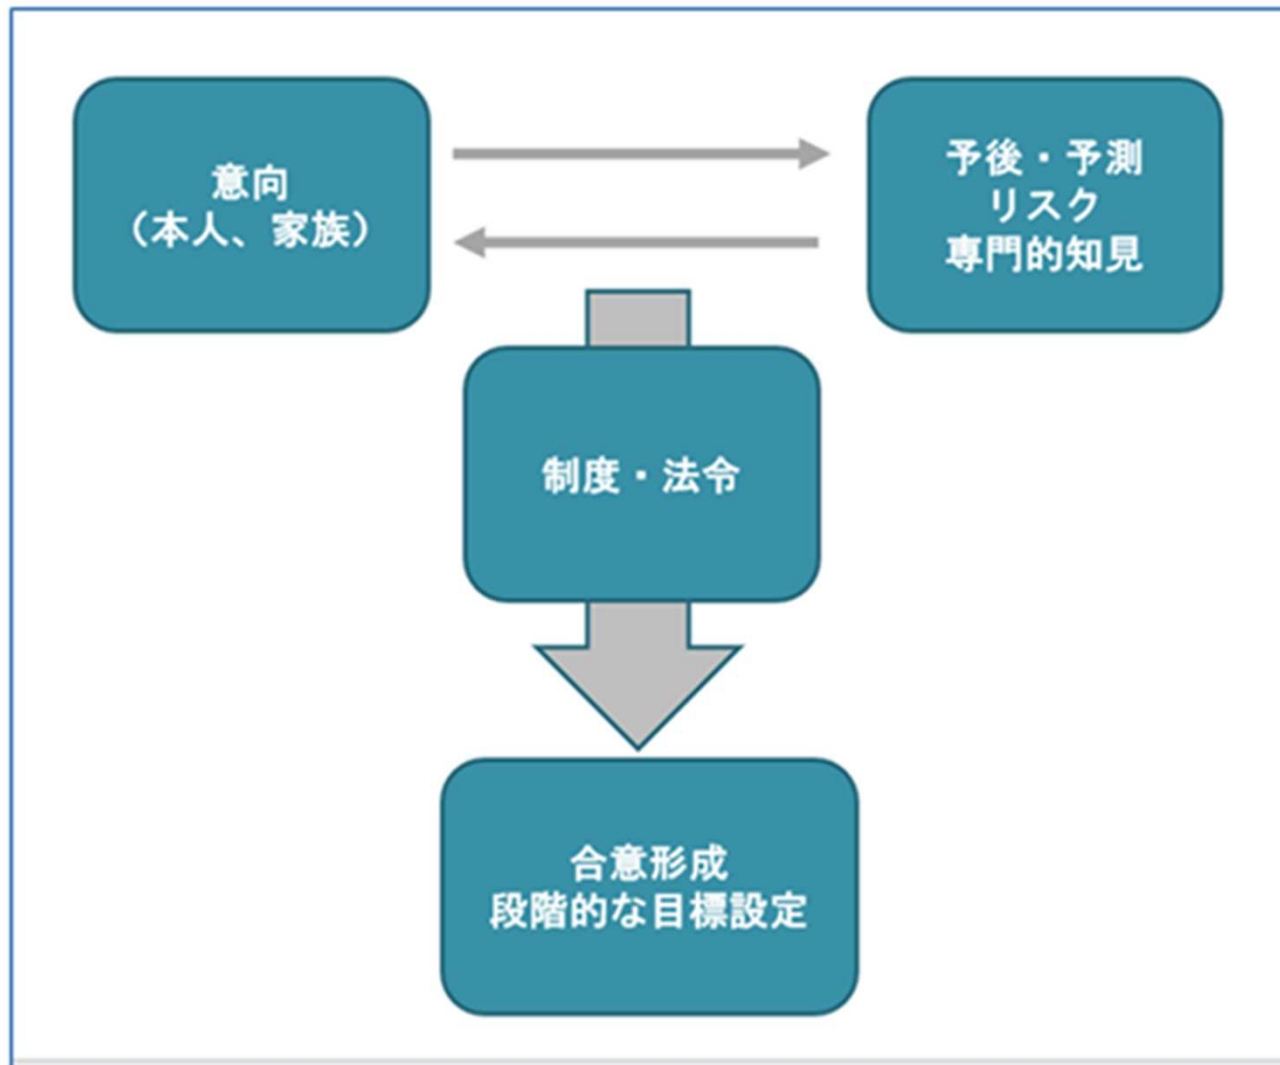 意向
（本人、家族）
予後・予測
リスク
専門的知見
制度・法令
合意形成
段階的な目標設定